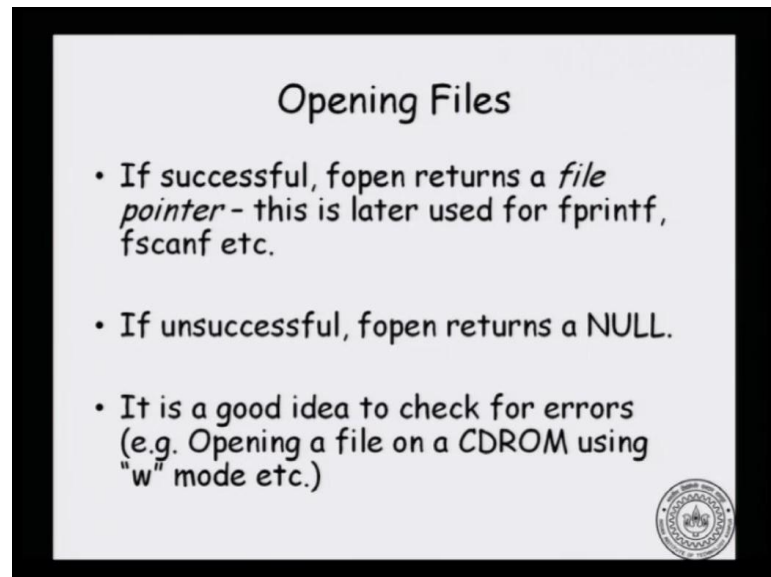 Opening Files
• If successful, fopen returns a file
pointer – this is later used for fprintf,
fscanf etc.
• If unsuccessful, fopen returns a NULL.
• It is a good idea to check for errors
(e.g. Opening a file on a CDROM using
"w" mode etc.)